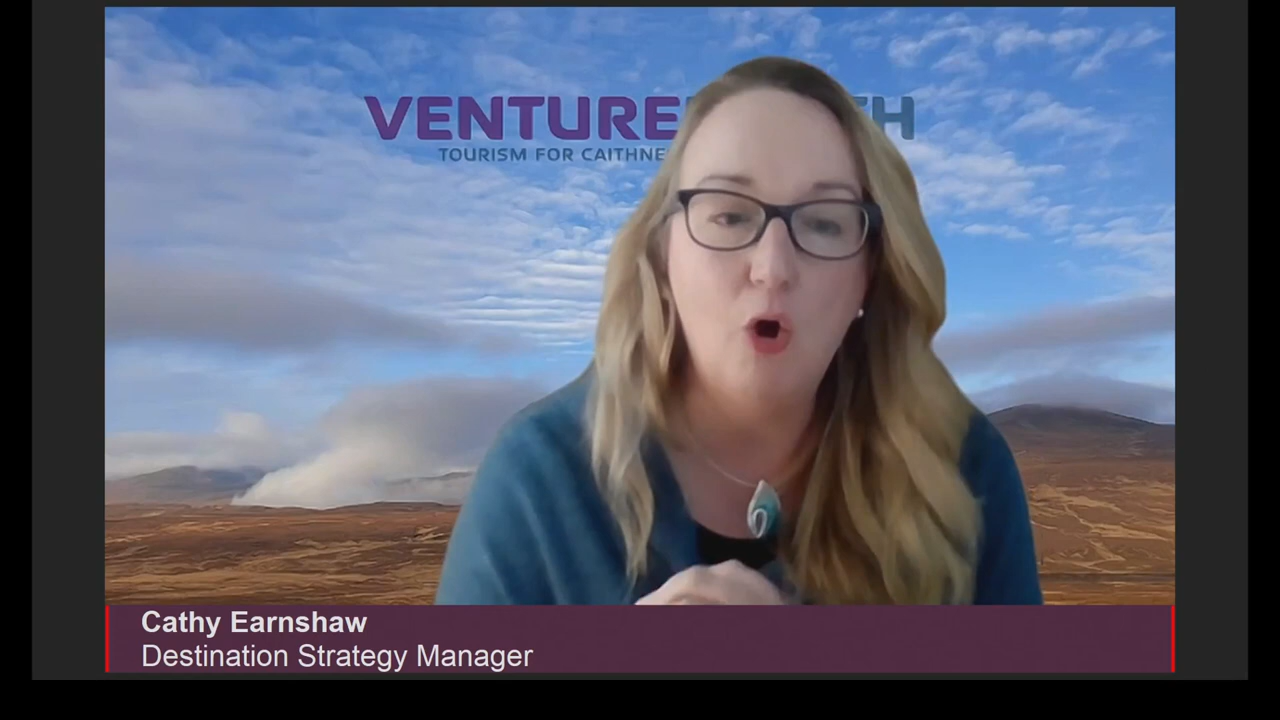 VENTURE
TOURISM FOR CAITHNE
Cathy Earnshaw
Destination Strategy Manager